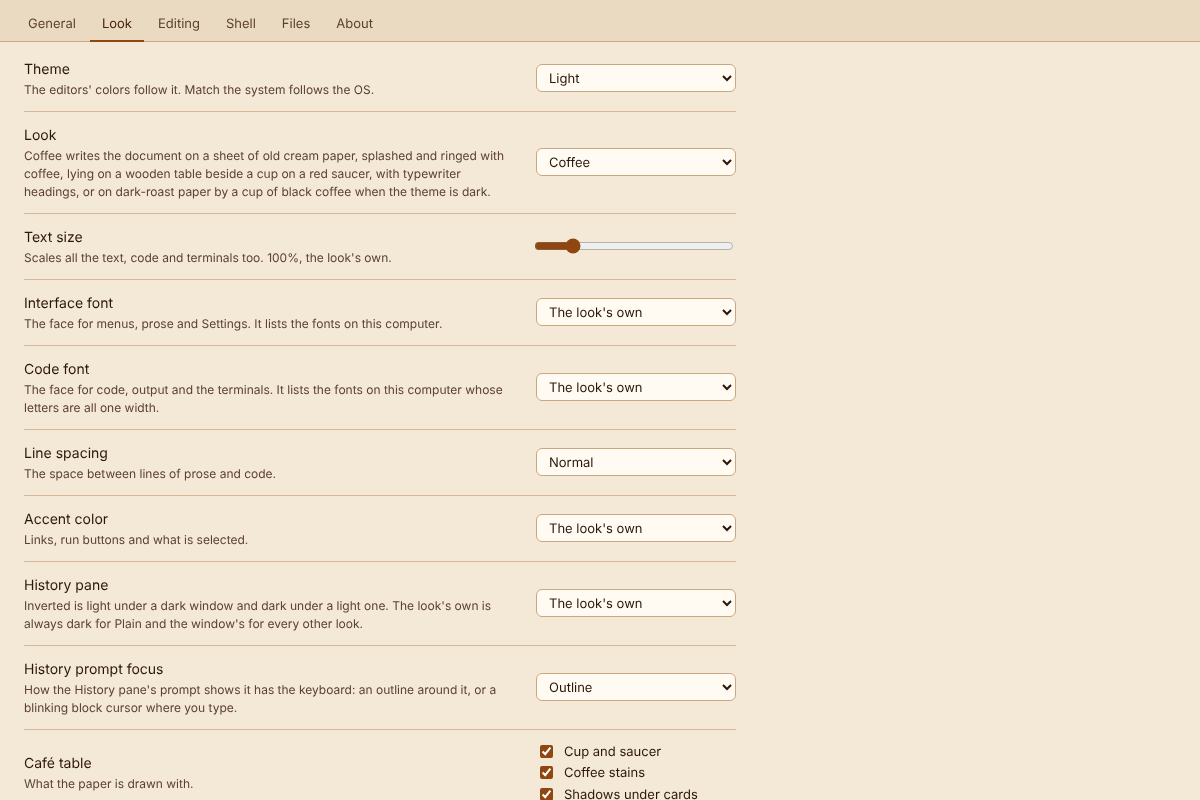 General Look Editing Shell Files About
Theme
The editors' colors follow it. Match the system follows the OS.
Light
Look
Coffee writes the document on a sheet of old cream paper, splashed and ringed with
coffee, lying on a wooden table beside a cup on a red saucer, with typewriter
headings, or on dark-roast paper by a cup of black coffee when the theme is dark.
Coffee
Text size
Scales all the text, code and terminals too. 100%, the look's own.
Interface font
The face for menus, prose and Settings. It lists the fonts on this computer.
The look's own
Code font
The face for code, output and the terminals. It lists the fonts on this computer whose
letters are all one width.
The look's own
Line spacing
The space between lines of prose and code.
Normal
Accent color
Links, run buttons and what is selected.
The look's own
History pane
Inverted is light under a dark window and dark under a light one. The look's own is
always dark for Plain and the window's for every other look.
The look's own
History prompt focus
How the History pane's prompt shows it has the keyboard: an outline around it, or a
blinking block cursor where you type.
Outline
Café table
What the paper is drawn with.
Cup and saucer
Coffee stains
Shadows under cards